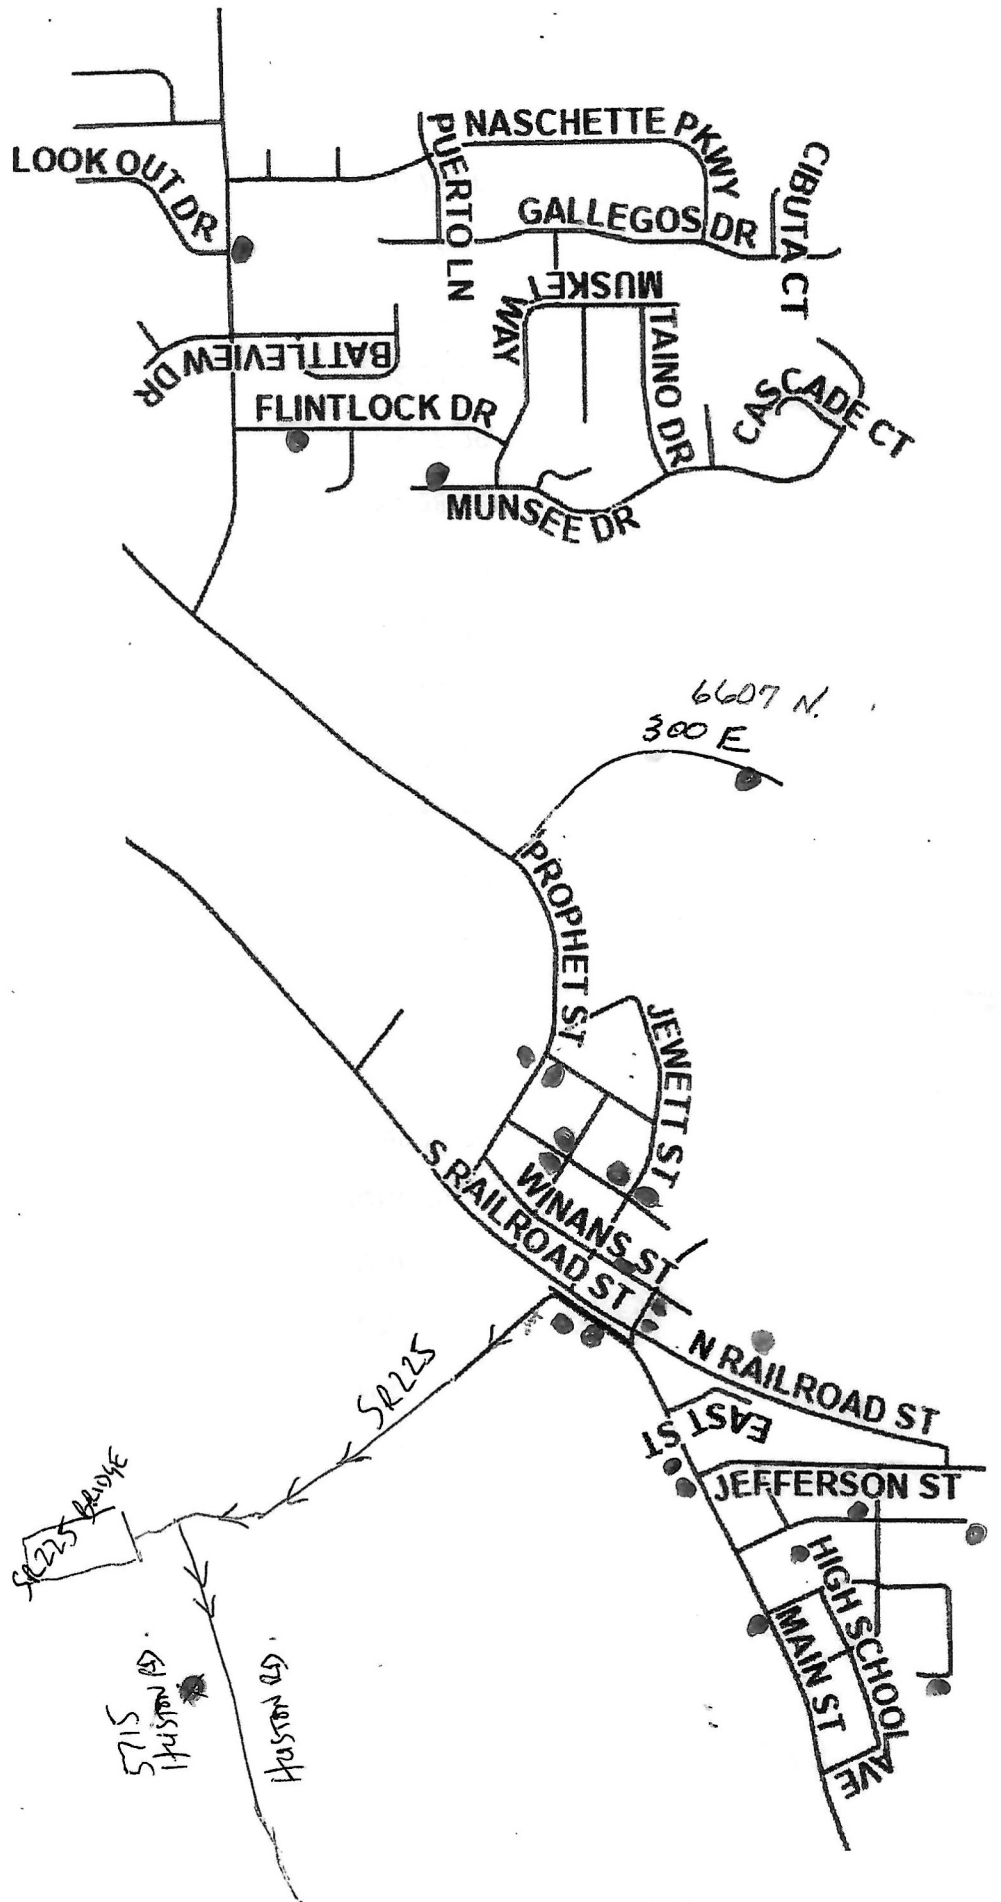 NASCHETTE PKWY
PUERTO LN
LOOK OUT DR
CIBUTA CT
GALLEGOS DR
MUSKET WAY
TAINO DR
BATTLEVIEW DR
CASCADE CT
FLINTLOCK DR
MUNSEE DR
6607 N.
300 E
PROPHET ST
JEWETT ST
S RAILROAD ST
WINANS ST
SR225
N RAILROAD ST
EAST ST
JEFFERSON ST
SR225 BRIDGE
HIGH SCHOOL AVE
MAIN ST
5715
HUSTON RD.
HUSTON RD.